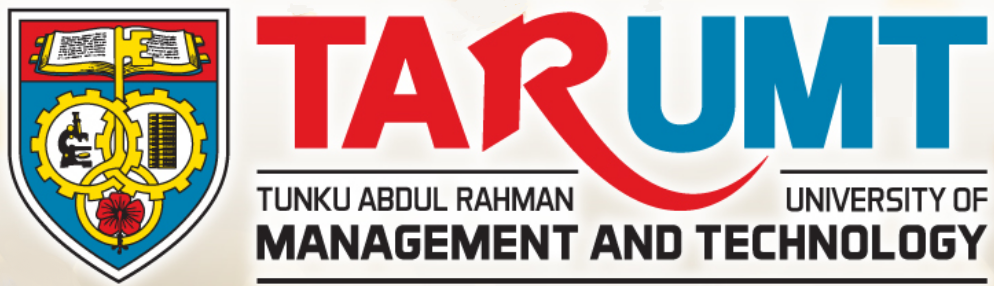 TARUMT
TUNKU ABDUL RAHMAN UNIVERSITY OF
MANAGEMENT AND TECHNOLOGY